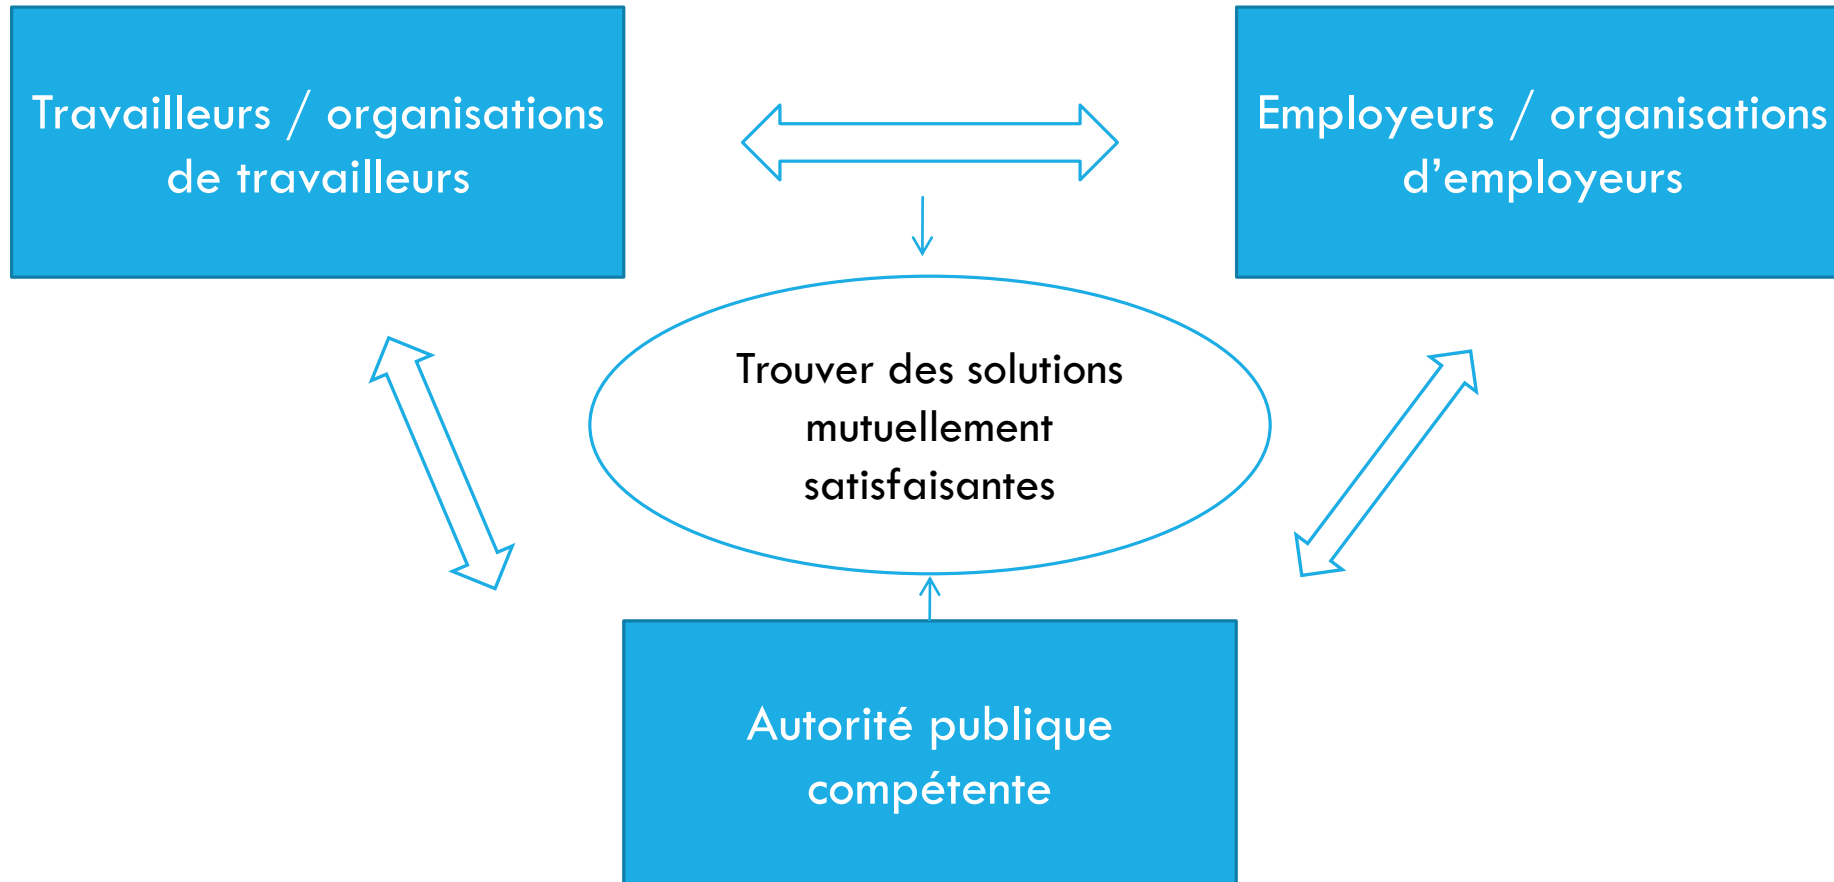 Travailleurs / organisations
de travailleurs
Employeurs / organisations
d’employeurs
Trouver des solutions
mutuellement
satisfaisantes
Autorité publique
compétente